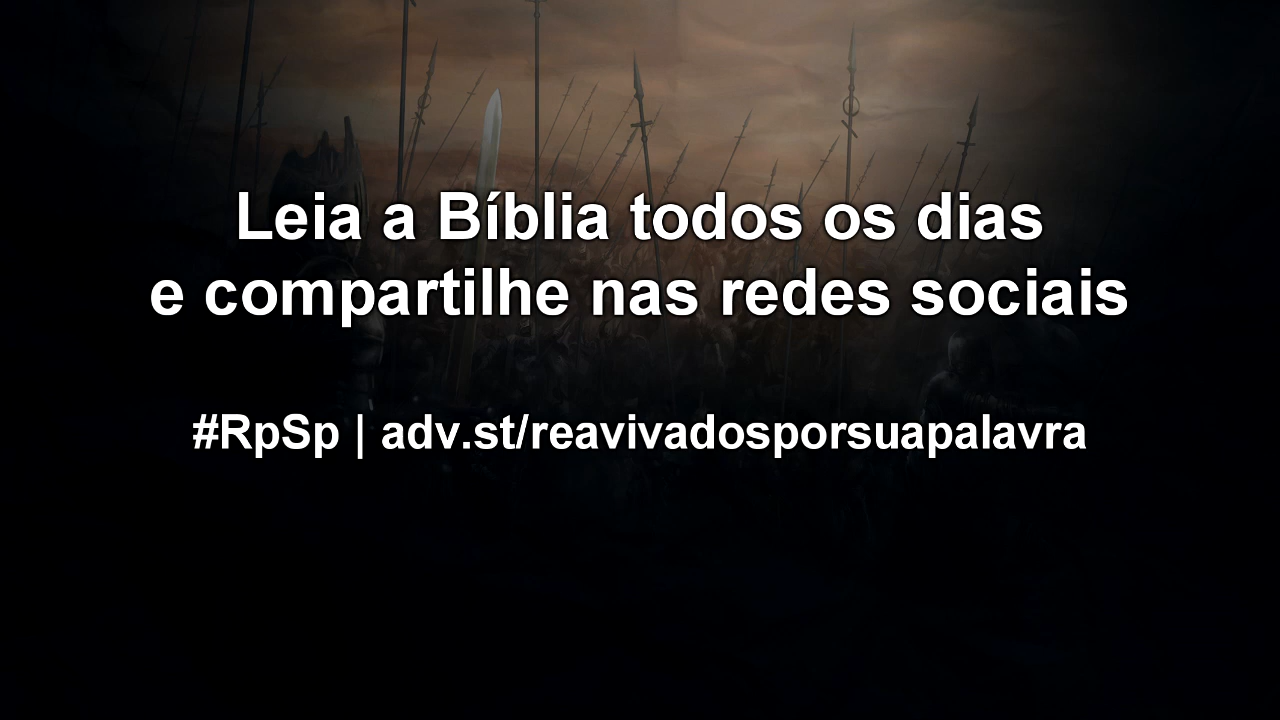 Leia a Bíblia todos os dias
e compartilhe nas redes sociais
#RpSp | adv.st/reavivadosporsuapalavra